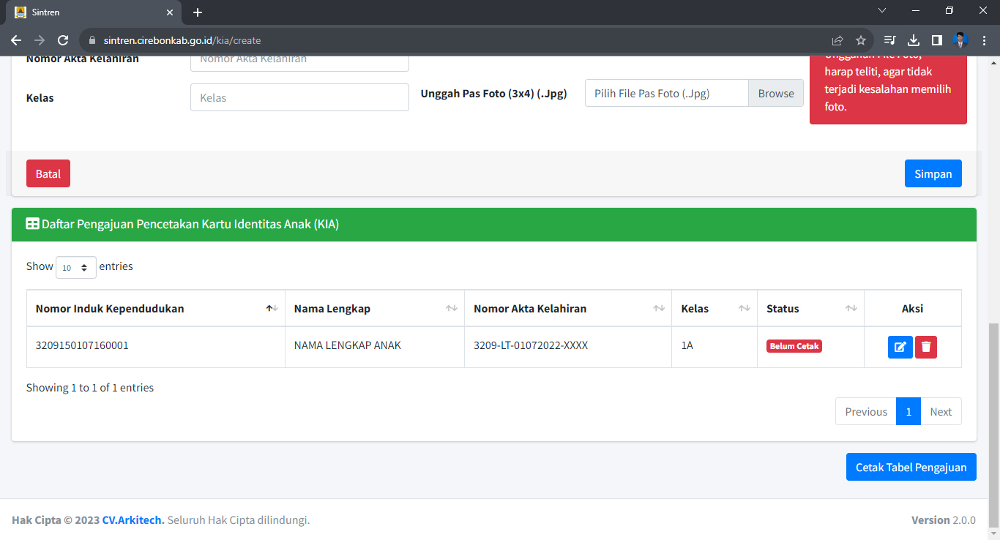 Sintren
sintren.cirebonkab.go.id/kia/create
Nomor Akta Kelahiran
Nomor Akta Kelahiran
Unggahan File Foto,
harap teliti, agar tidak
terjadi kesalahan memilih
foto.
Kelas
Kelas
Unggah Pas Foto (3x4) (.Jpg)
Pilih File Pas Foto (.Jpg)
Browse
Batal
Simpan
Daftar Pengajuan Pencetakan Kartu Identitas Anak (KIA)
Show 10 entries
Nomor Induk Kependudukan Nama Lengkap Nomor Akta Kelahiran Kelas Status Aksi
3209150107160001 NAMA LENGKAP ANAK 3209-LT-01072022-XXXX 1A Belum Cetak
Showing 1 to 1 of 1 entries
Previous 1 Next
Cetak Tabel Pengajuan
Hak Cipta © 2023 CV.Arkitech. Seluruh Hak Cipta dilindungi.
Version 2.0.0